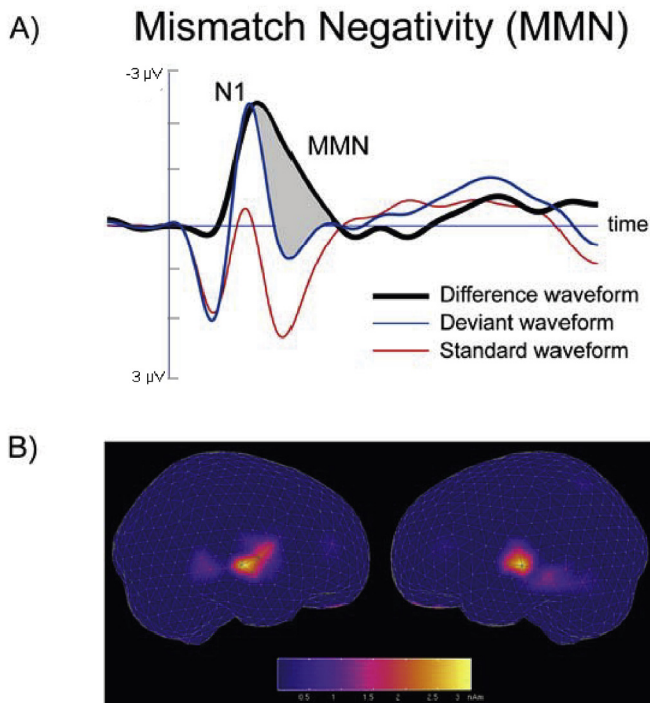 A)
Mismatch Negativity (MMN)
-3 µV
N1
MMN
time
Difference waveform
Deviant waveform
Standard waveform
3 µV
B)
0.5 1 1.5 2 2.5 3 nAm